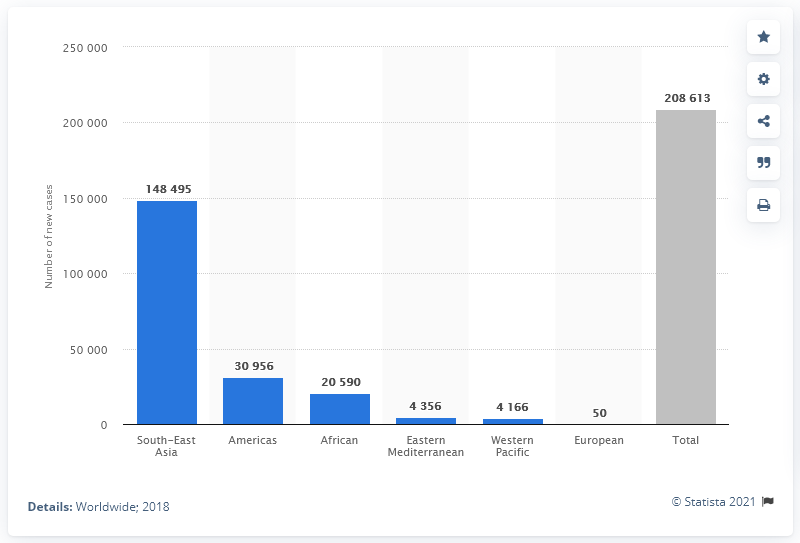 250 000
200 000
150 000
100 000
50 000
0
Number of new cases
148 495
30 956
20 590
4 356
4 166
50
208 613
South-East Asia
Americas
African
Eastern Mediterranean
Western Pacific
European
Total
Details: Worldwide; 2018
© Statista 2021